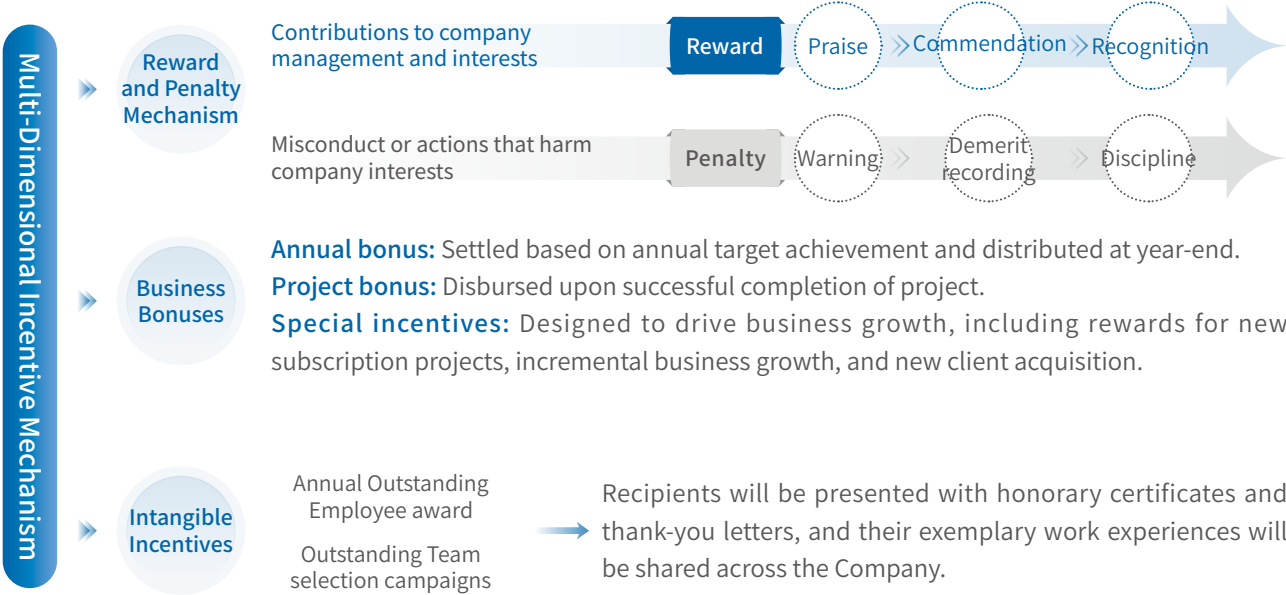 Multi-Dimensional Incentive Mechanism
Reward
and Penalty
Mechanism
Contributions to company
management and interests
Reward
Praise
Commendation
Recognition
Misconduct or actions that harm
company interests
Penalty
Warning
Demerit
recording
Discipline
Business
Bonuses
Annual bonus: Settled based on annual target achievement and distributed at year-end.
Project bonus: Disbursed upon successful completion of project.
Special incentives: Designed to drive business growth, including rewards for new
subscription projects, incremental business growth, and new client acquisition.
Intangible
Incentives
Annual Outstanding
Employee award
Outstanding Team
selection campaigns
Recipients will be presented with honorary certificates and
thank-you letters, and their exemplary work experiences will
be shared across the Company.